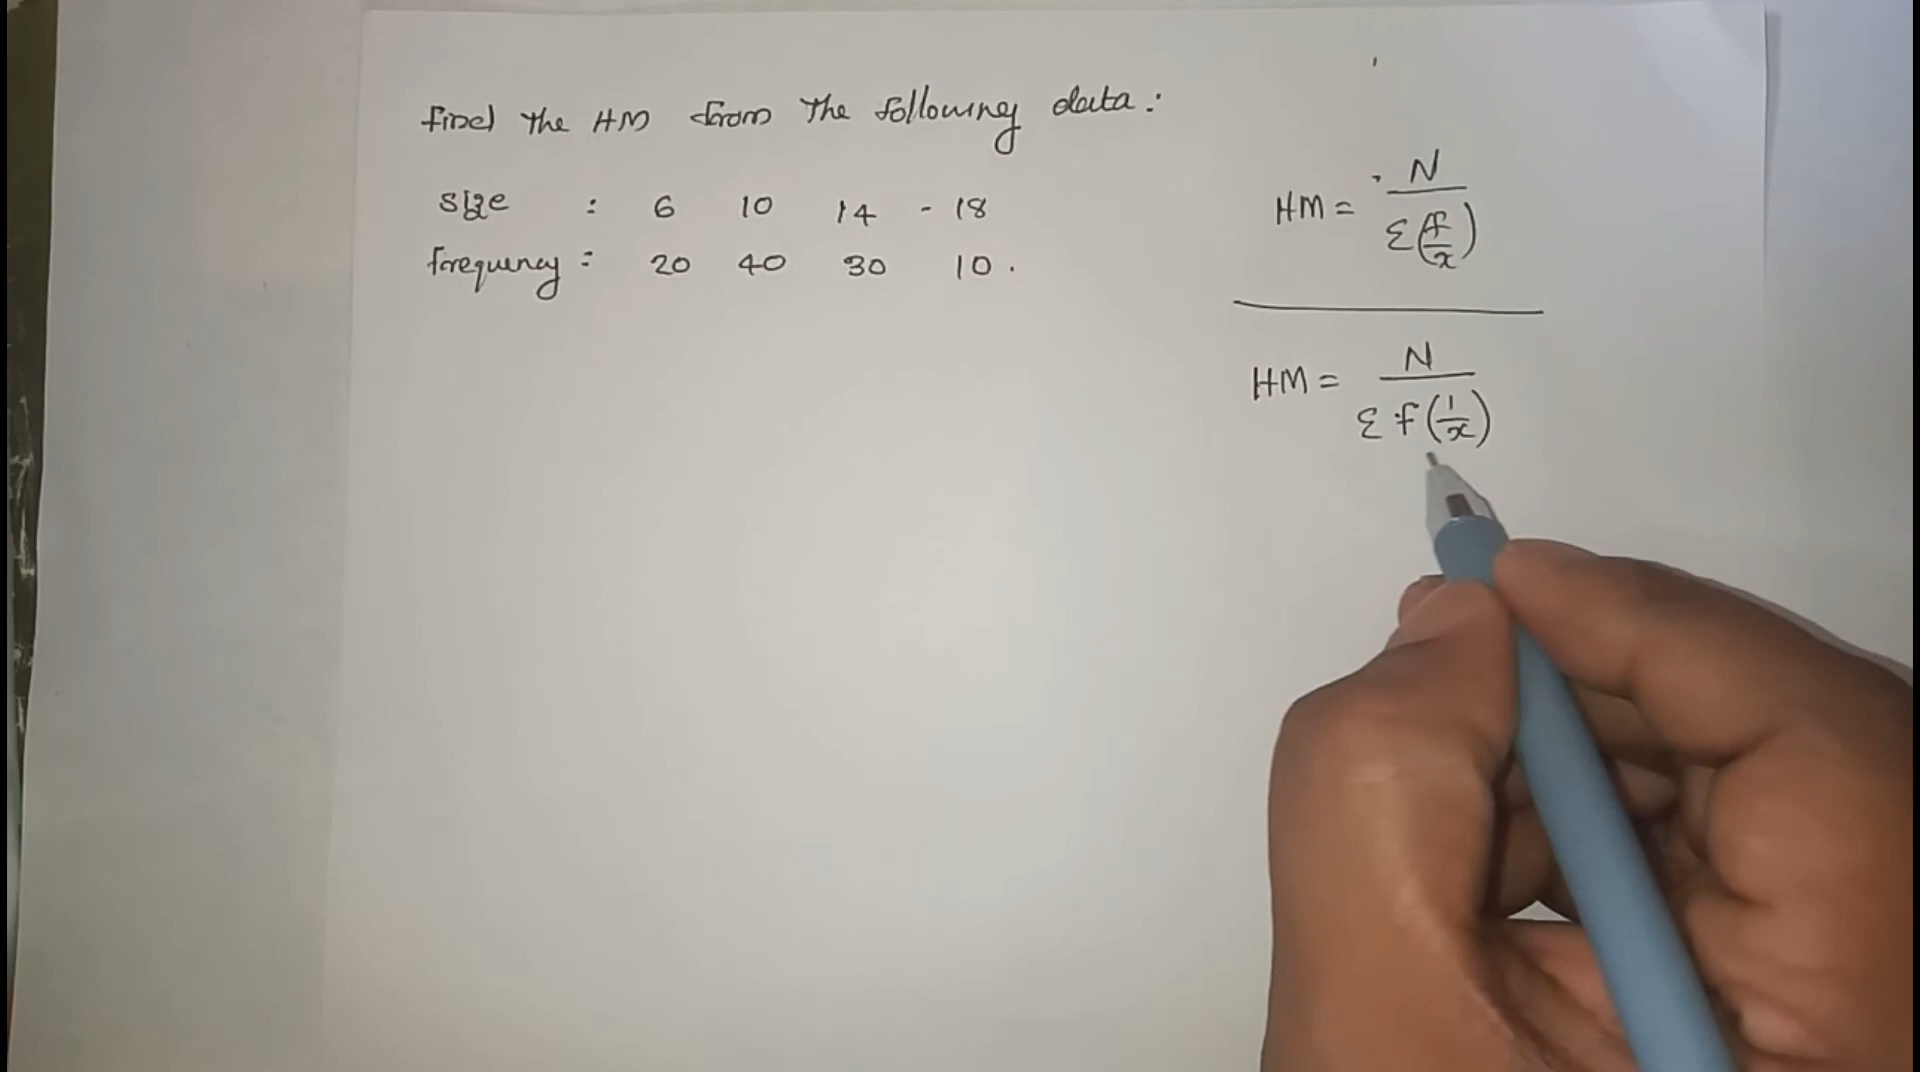 find the HM from the following data:
size : 6 10 14 - 18
frequency : 20 40 30 10.
HM = N / Σ(f/x)
HM = N / Σ f(1/x)